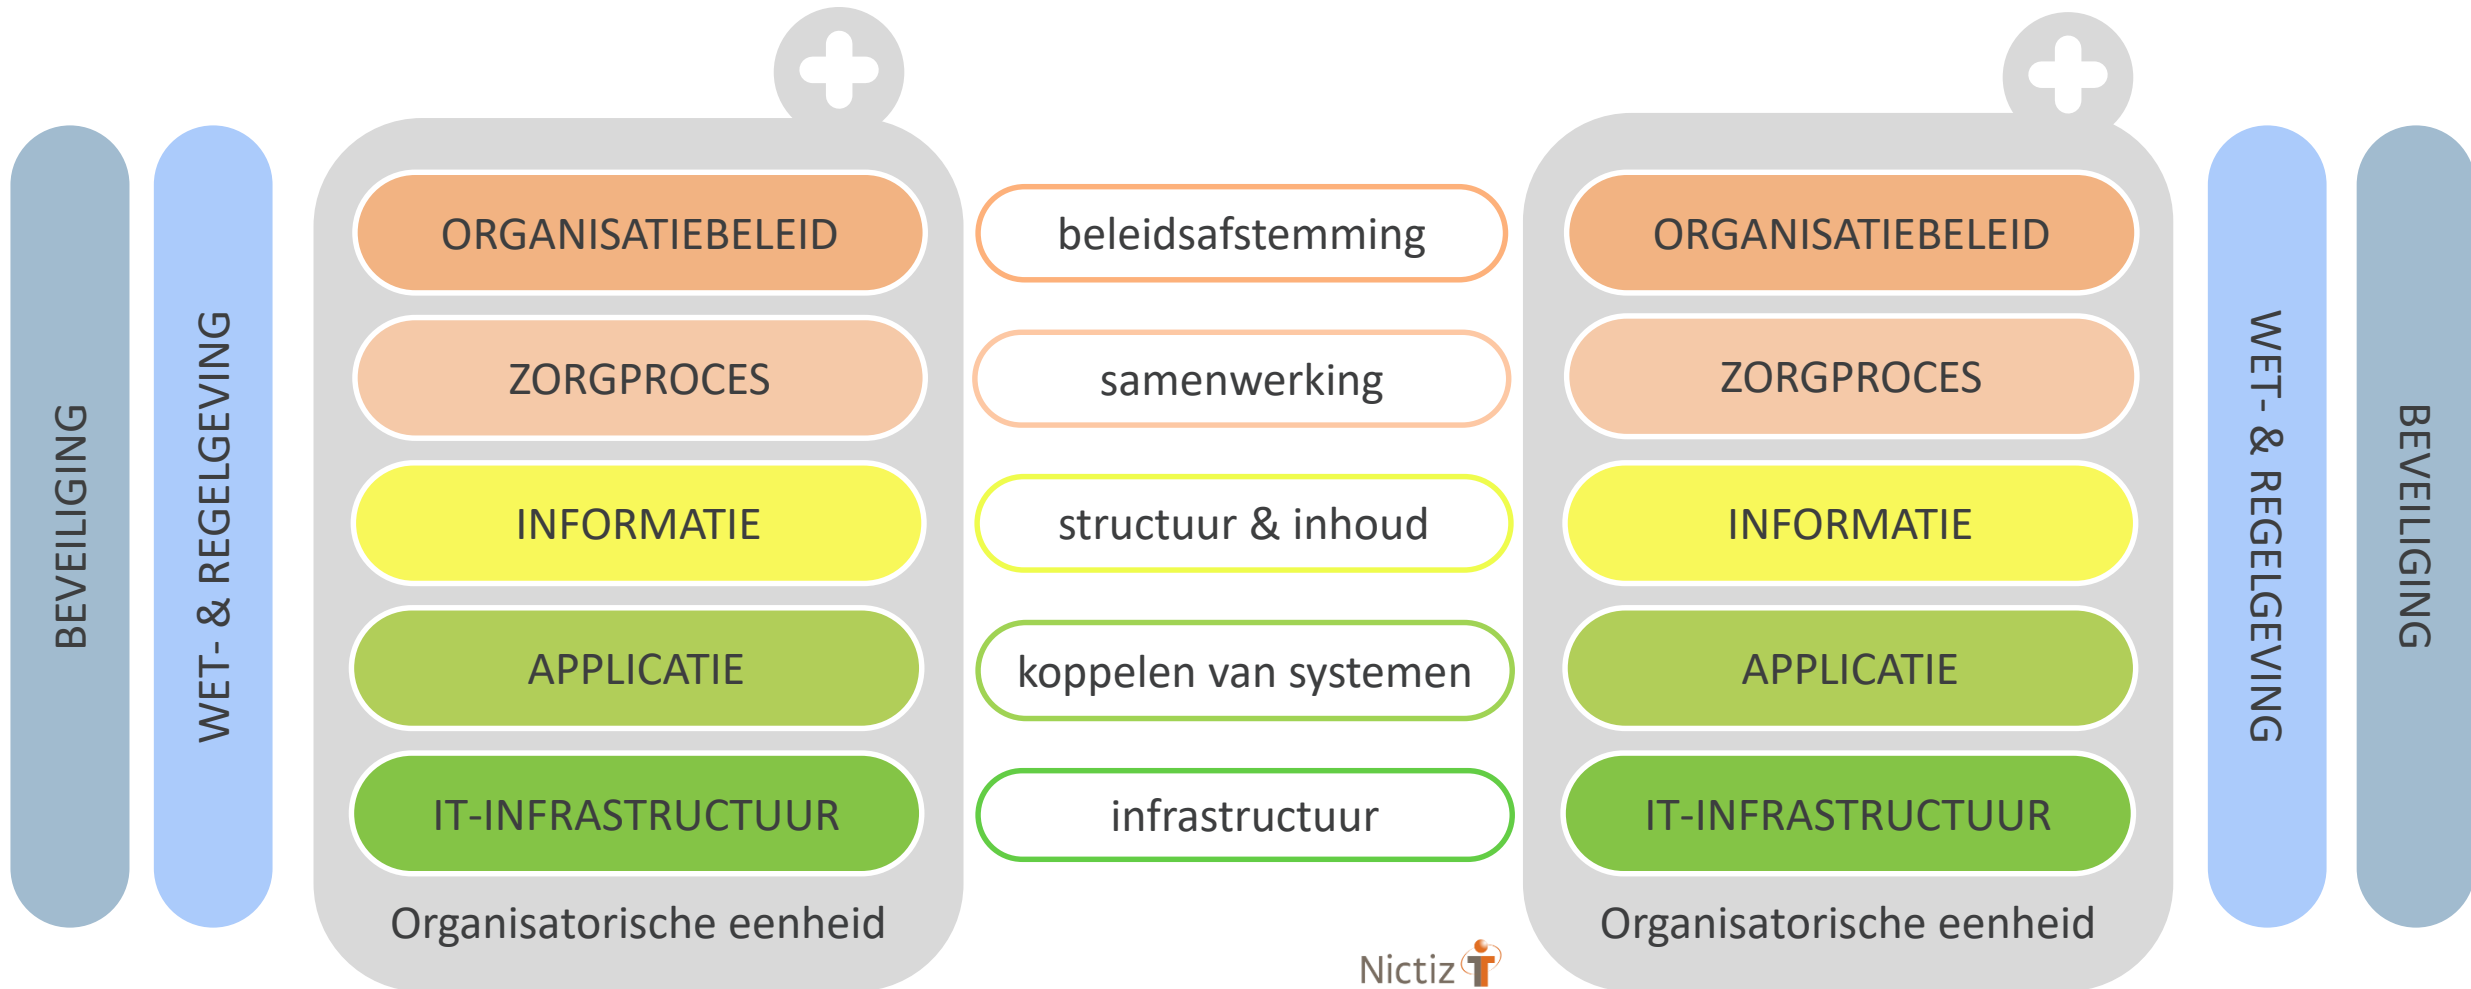 BEVEILIGING
WET- & REGELGEVING
ORGANISATIEBELEID
beleidsafstemming
ORGANISATIEBELEID
ZORGPROCES
samenwerking
ZORGPROCES
INFORMATIE
structuur & inhoud
INFORMATIE
APPLICATIE
koppelen van systemen
APPLICATIE
IT-INFRASTRUCTUUR
infrastructuur
IT-INFRASTRUCTUUR
Organisatorische eenheid
Organisatorische eenheid
WET- & REGELGEVING
BEVEILIGING
Nictiz